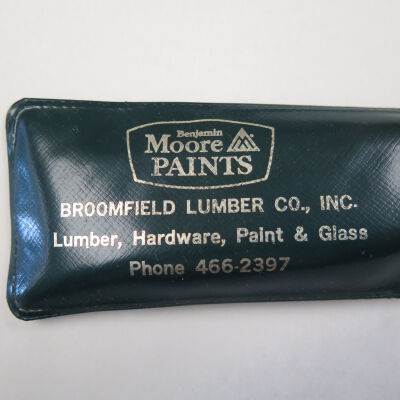 Benjamin
Moore
PAINTS
BROOMFIELD LUMBER CO., INC.
Lumber, Hardware, Paint & Glass
Phone 466-2397